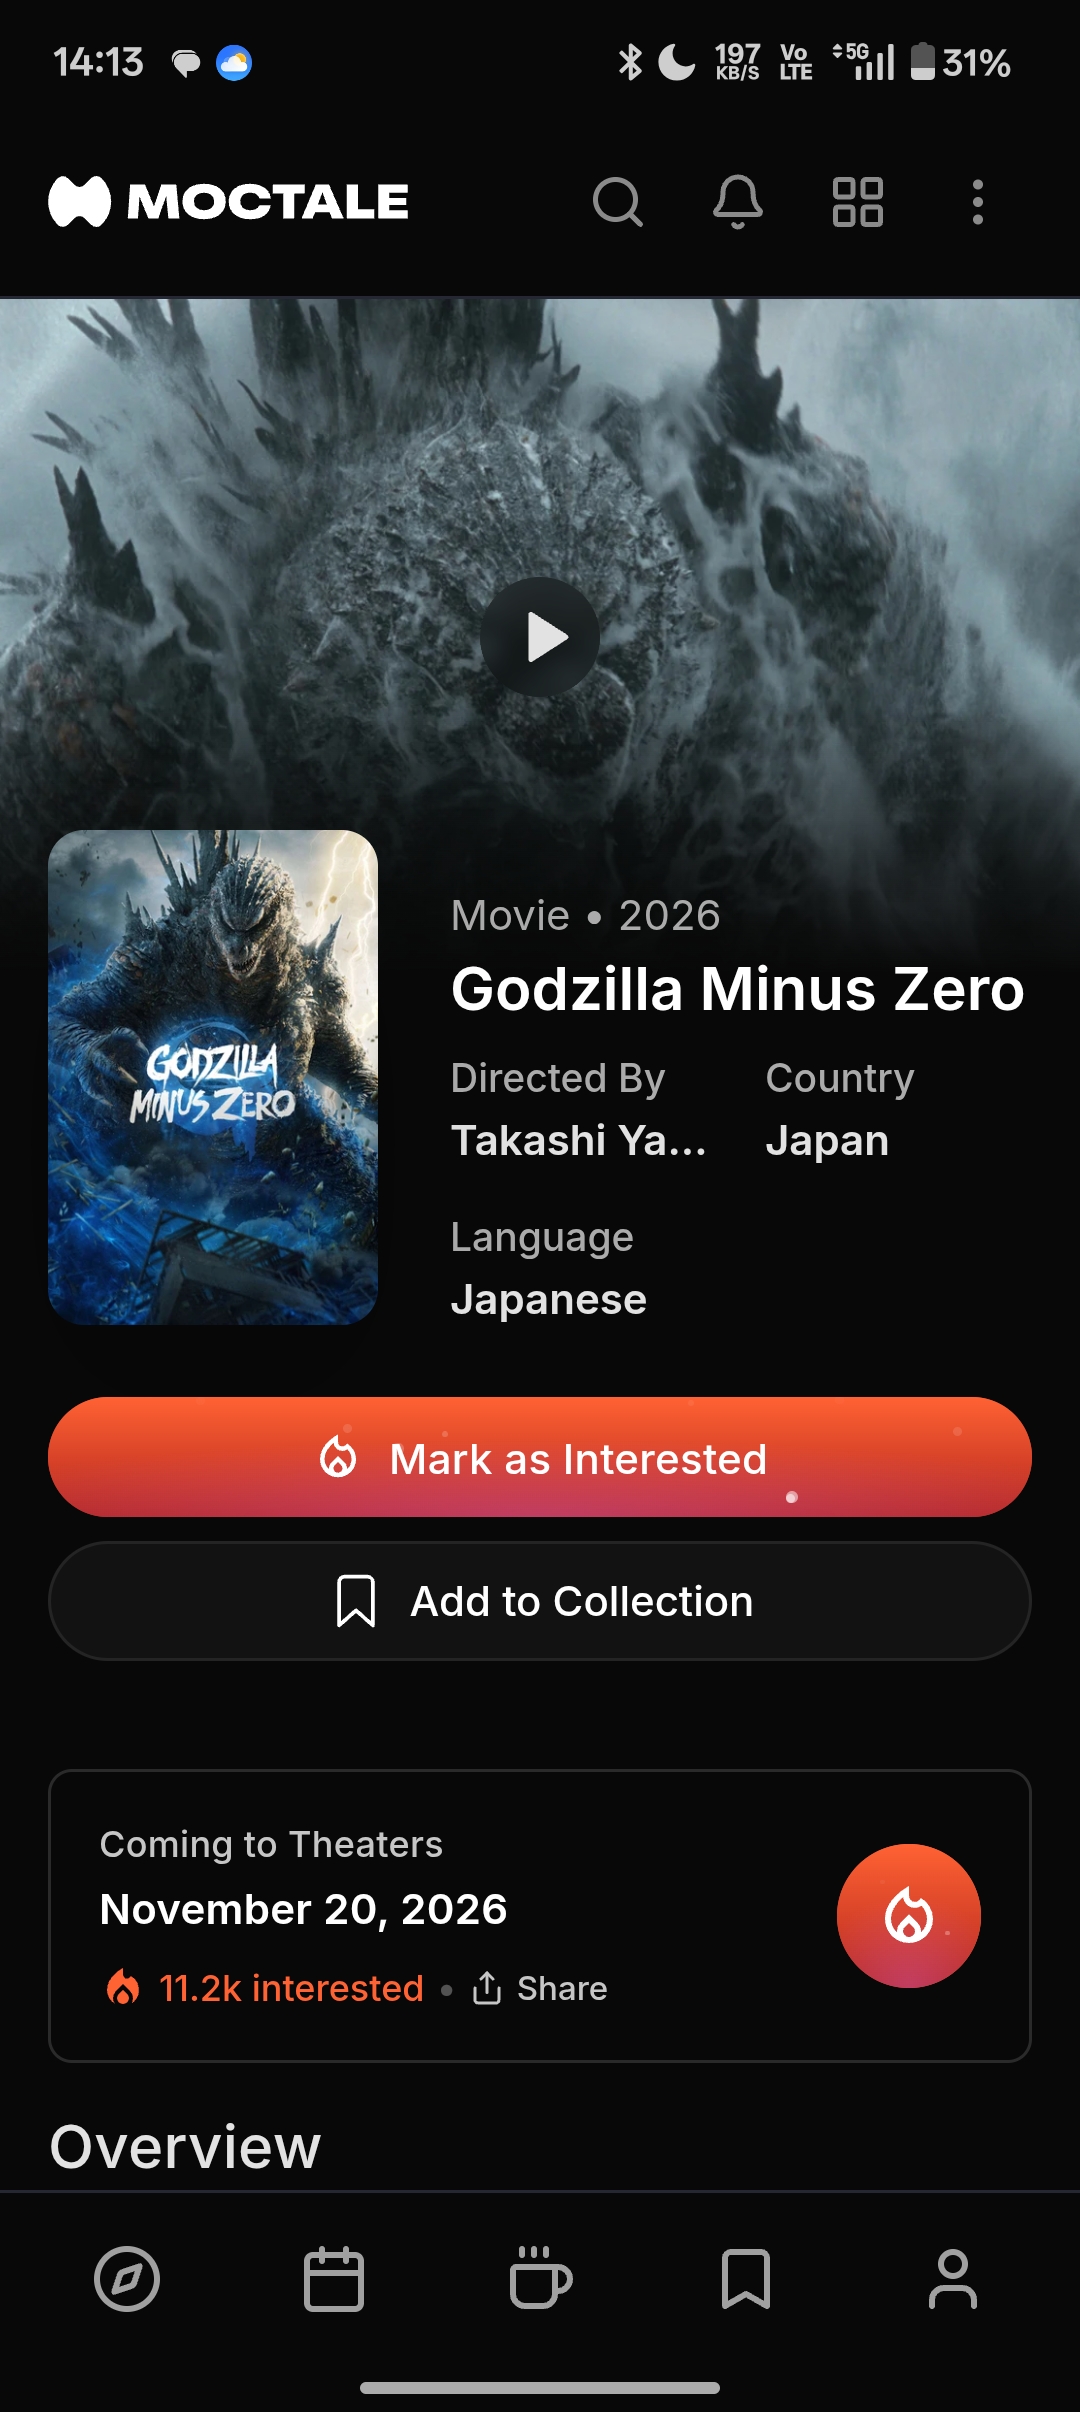 14:13
197 KB/S
Vo LTE
5G
31%
MOCTALE
Movie • 2026
Godzilla Minus Zero
GODZILLA
MINUS ZERO
Directed By
Country
Takashi Ya...
Japan
Language
Japanese
Mark as Interested
Add to Collection
Coming to Theaters
November 20, 2026
11.2k interested • Share
Overview